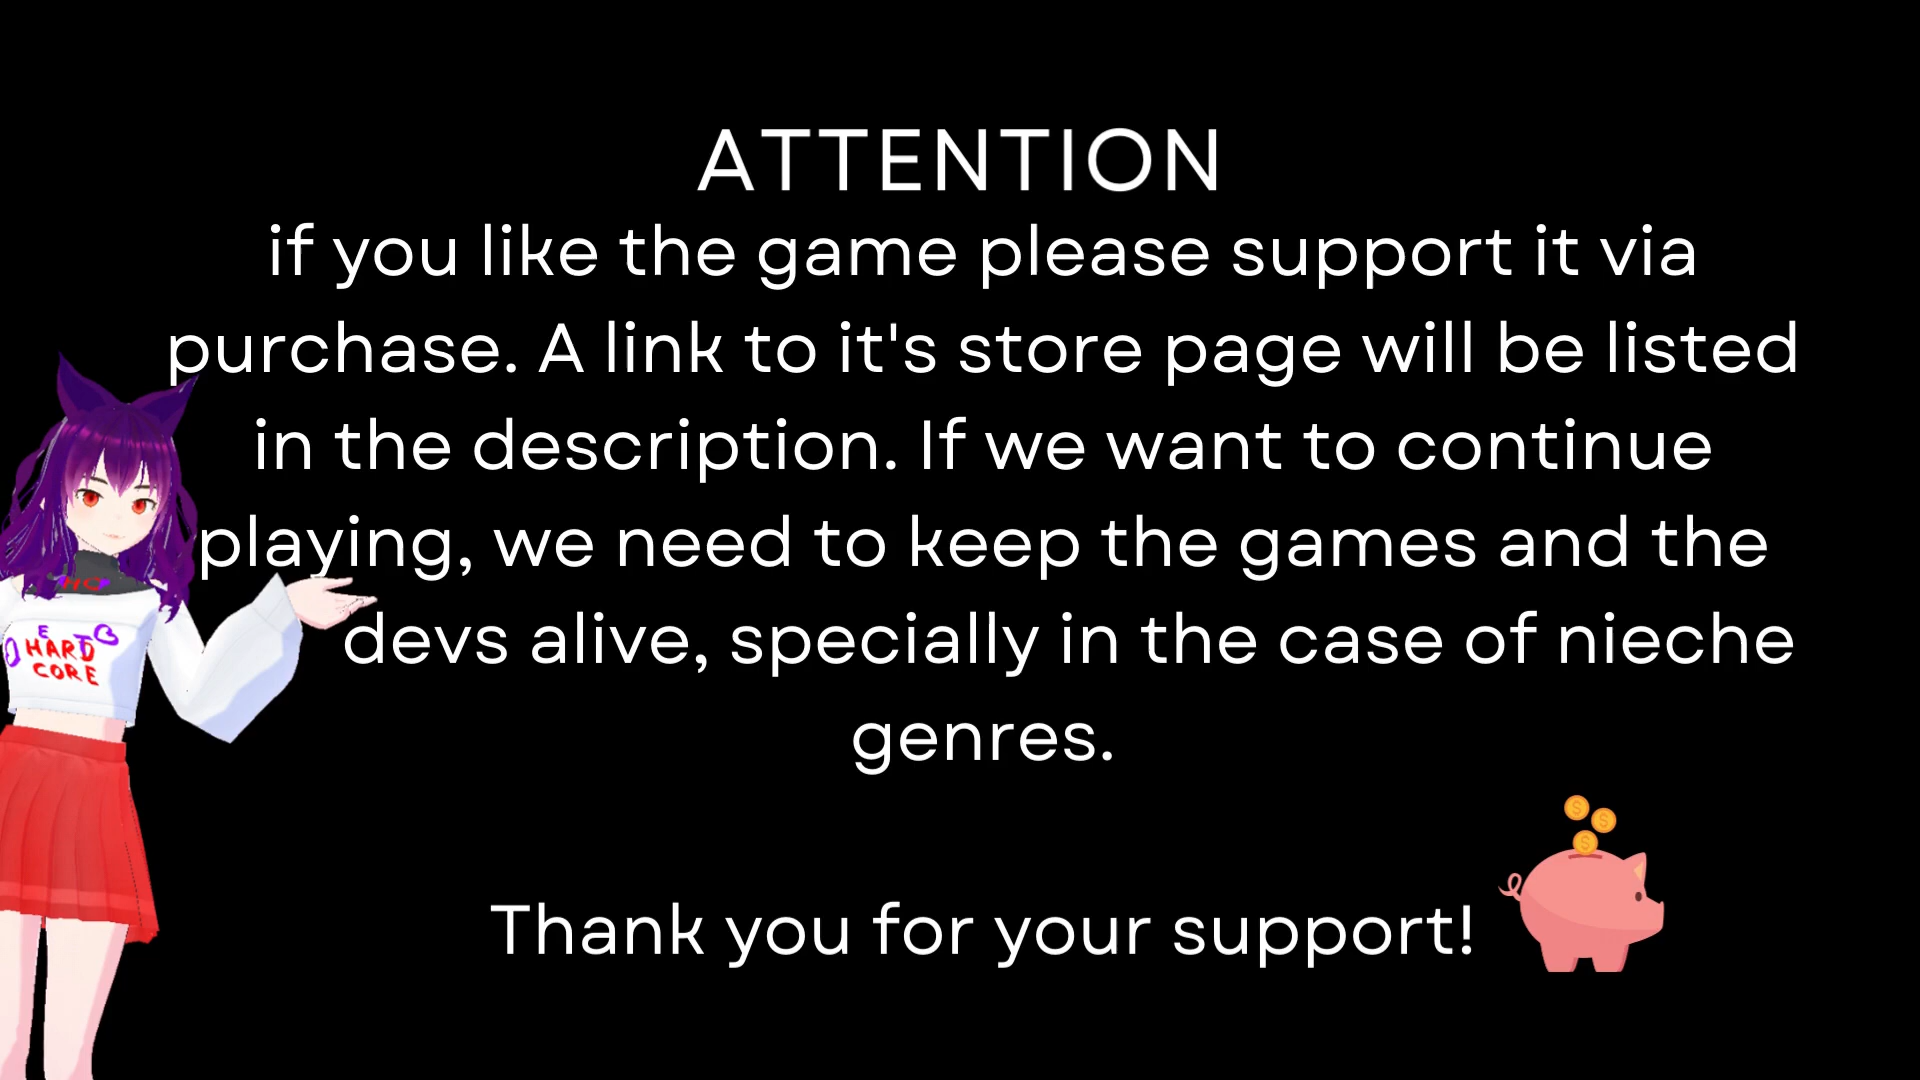 ATTENTION
if you like the game please support it via
purchase. A link to it's store page will be listed
in the description. If we want to continue
playing, we need to keep the games and the
devs alive, specially in the case of nieche
genres.
Thank you for your support!
HC
HARD
CORE